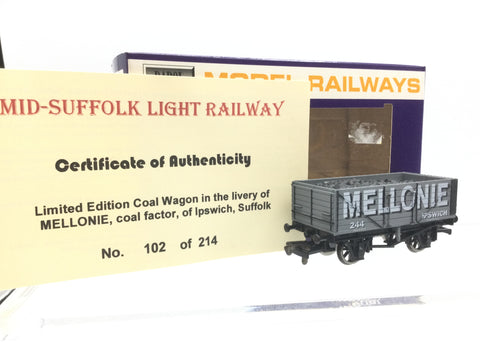 DAPOL
MODEL RAILWAYS
MID-SUFFOLK LIGHT RAILWAY
Certificate of Authenticity
Limited Edition Coal Wagon in the livery of
MELLONIE, coal factor, of Ipswich, Suffolk
No. 102 of 214
MELLONIE
244 IPSWICH